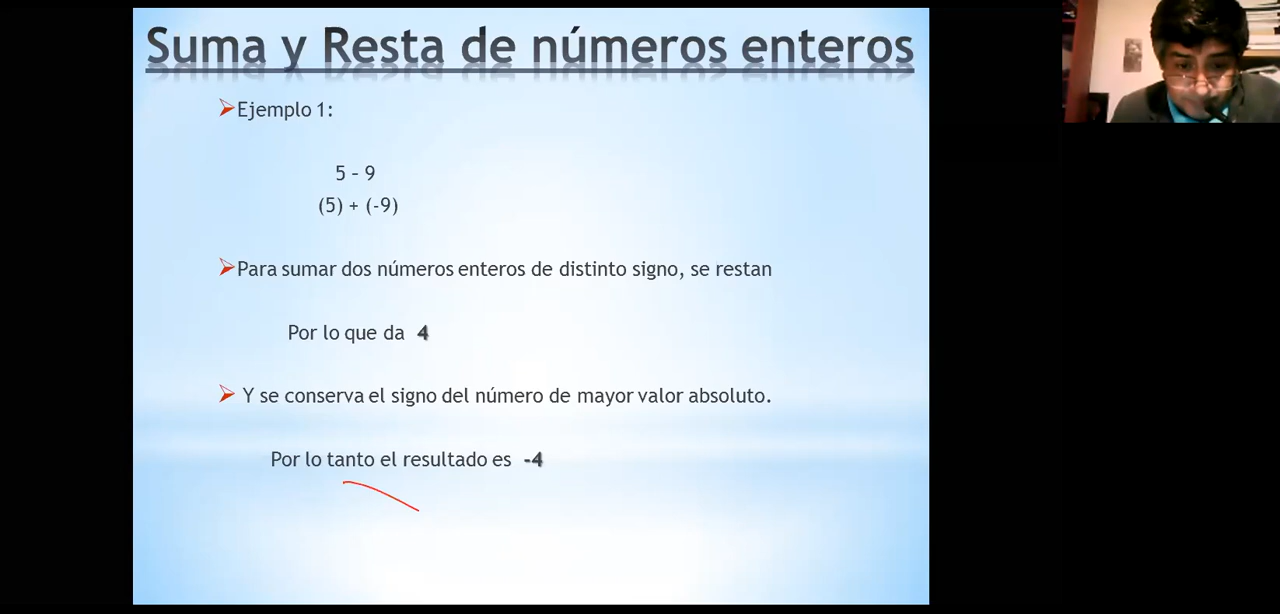 Suma y Resta de números enteros
Ejemplo 1:
5 – 9
(5) + (-9)
Para sumar dos números enteros de distinto signo, se restan
Por lo que da 4
Y se conserva el signo del número de mayor valor absoluto.
Por lo tanto el resultado es -4